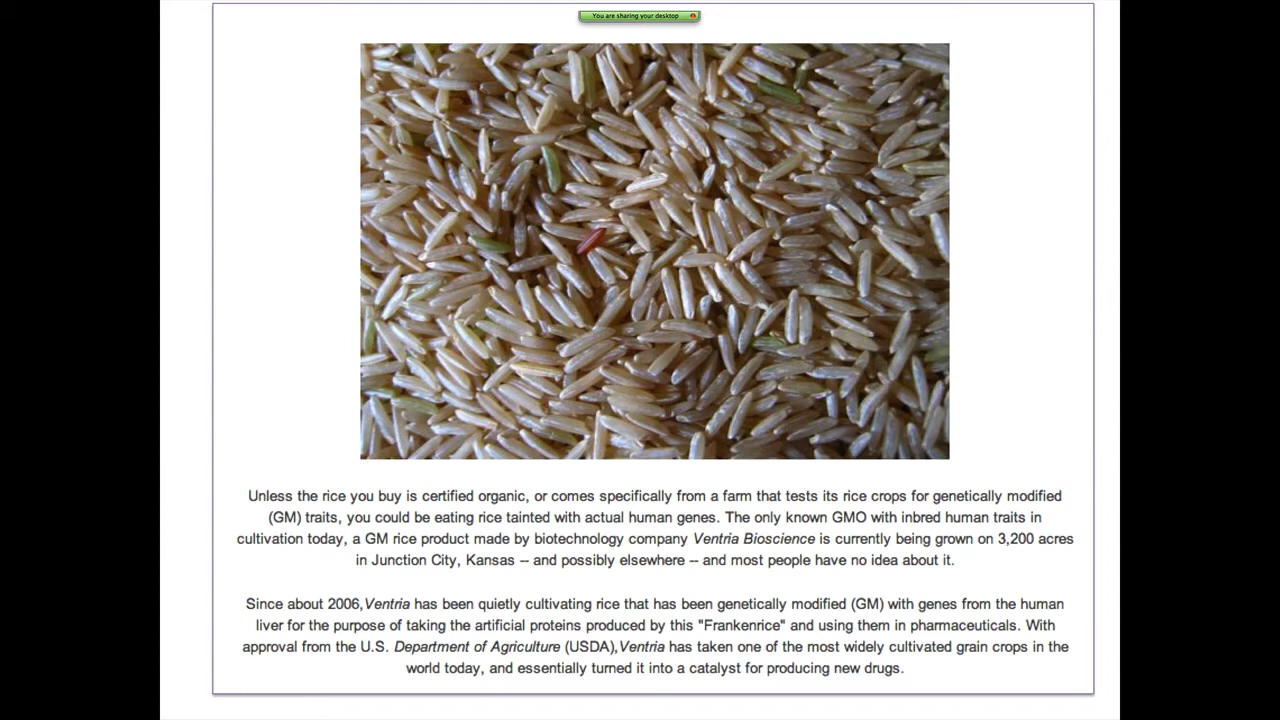 You are sharing your desktop
Unless the rice you buy is certified organic, or comes specifically from a farm that tests its rice crops for genetically modified
(GM) traits, you could be eating rice tainted with actual human genes. The only known GMO with inbred human traits in
cultivation today, a GM rice product made by biotechnology company Ventria Bioscience is currently being grown on 3,200 acres
in Junction City, Kansas -- and possibly elsewhere -- and most people have no idea about it.
Since about 2006,Ventria has been quietly cultivating rice that has been genetically modified (GM) with genes from the human
liver for the purpose of taking the artificial proteins produced by this "Frankenrice" and using them in pharmaceuticals. With
approval from the U.S. Department of Agriculture (USDA),Ventria has taken one of the most widely cultivated grain crops in the
world today, and essentially turned it into a catalyst for producing new drugs.